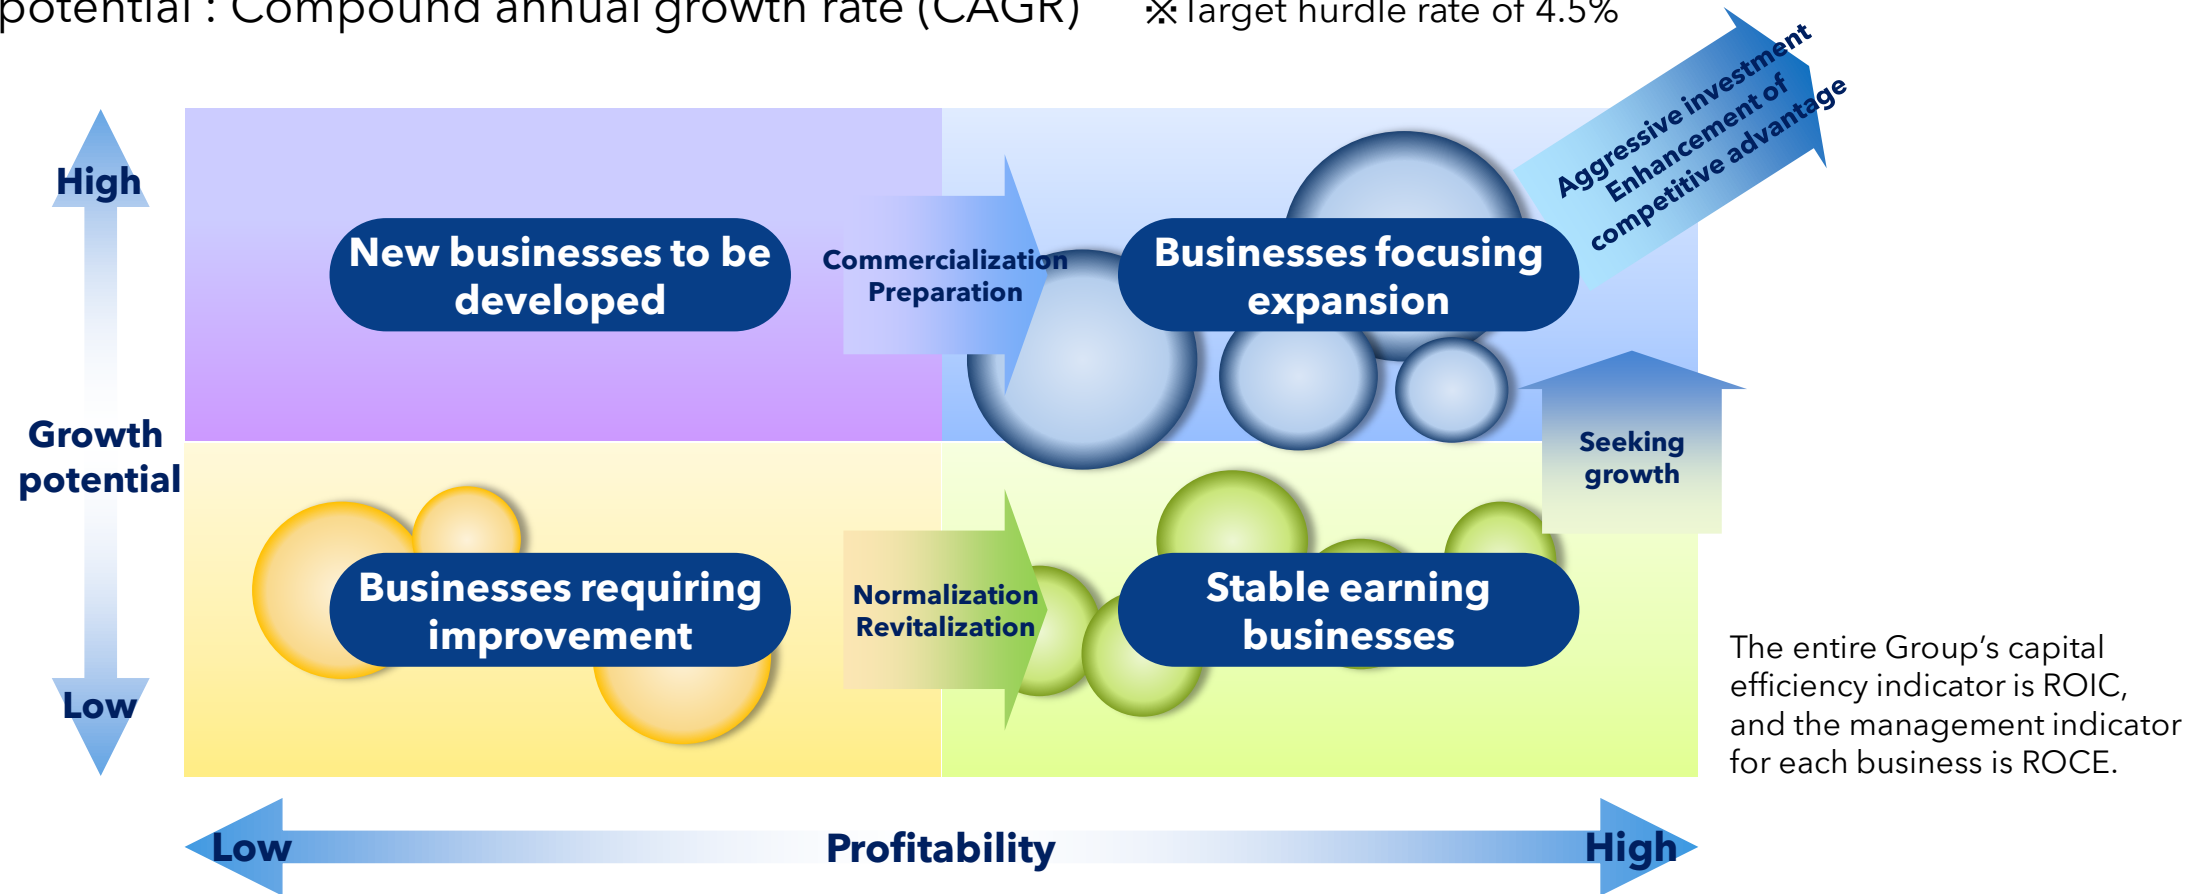 potential : Compound annual growth rate (CAGR) ※Target hurdle rate of 4.5%
Aggressive investment
Enhancement of
competitive advantage
High
New businesses to be
developed
Commercialization
Preparation
Businesses focusing
expansion
Growth
potential
Seeking
growth
Businesses requiring
improvement
Normalization
Revitalization
Stable earning
businesses
Low
The entire Group’s capital
efficiency indicator is ROIC,
and the management indicator
for each business is ROCE.
Low
Profitability
High